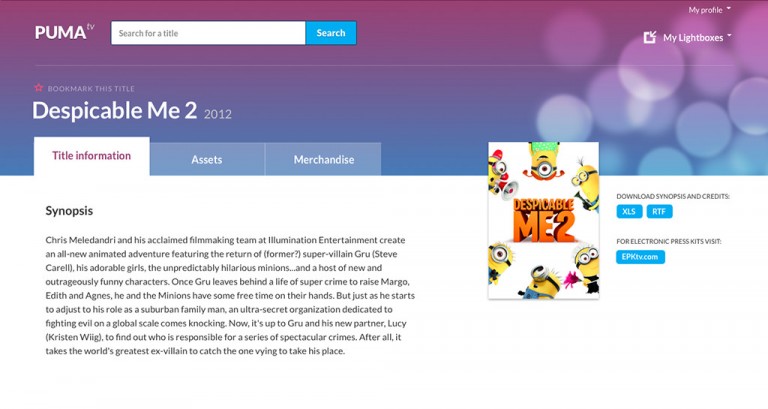 My profile
PUMA tv
Search for a title
Search
My Lightboxes
BOOKMARK THIS TITLE
Despicable Me 2 2012
Title information
Assets
Merchandise
DESPICABLE
ME2
DOWNLOAD SYNOPSIS AND CREDITS:
XLS RTF
FOR ELECTRONIC PRESS KITS VISIT:
EPKtv.com
Synopsis
Chris Meledandri and his acclaimed filmmaking team at Illumination Entertainment create
an all-new animated adventure featuring the return of (former?) super-villain Gru (Steve
Carell), his adorable girls, the unpredictably hilarious minions...and a host of new and
outrageously funny characters. Once Gru leaves behind a life of super crime to raise Margo,
Edith and Agnes, he and the Minions have some free time on their hands. But just as he starts
to adjust to his role as a suburban family man, an ultra-secret organization dedicated to
fighting evil on a global scale comes knocking. Now, it's up to Gru and his new partner, Lucy
(Kristen Wiig), to find out who is responsible for a series of spectacular crimes. After all, it
takes the world's greatest ex-villain to catch the one vying to take his place.